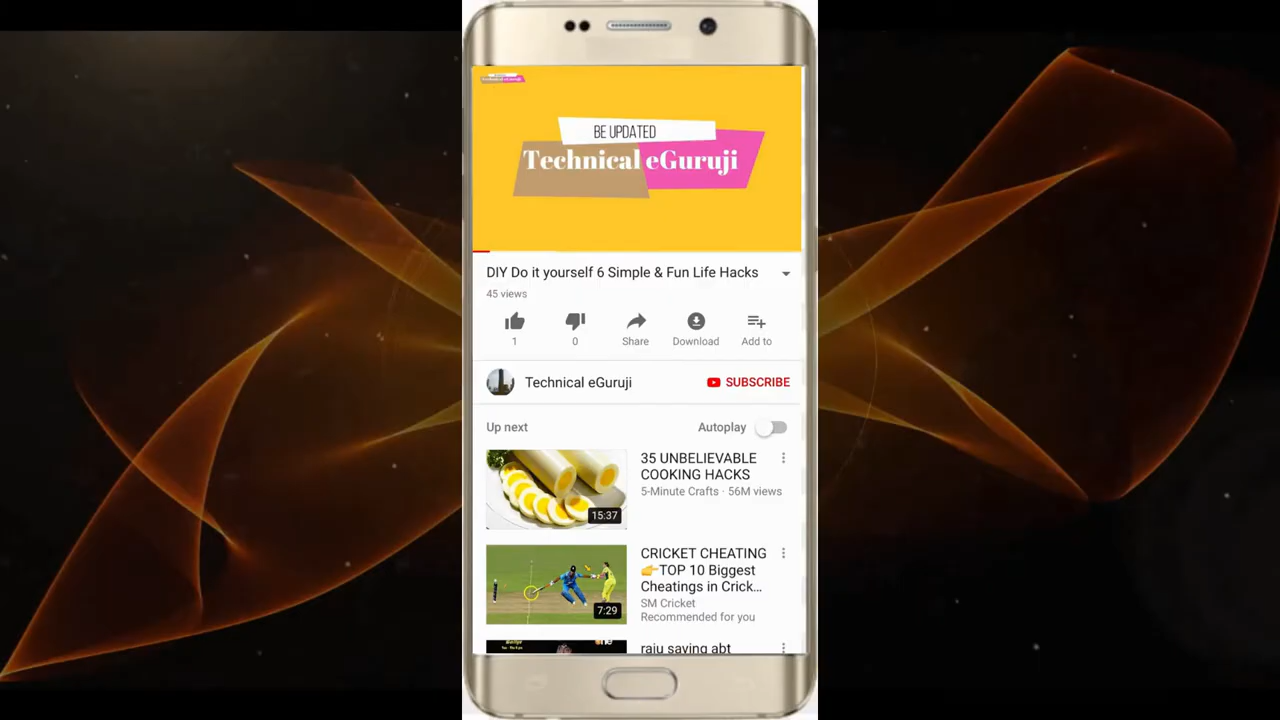 BE UPDATED
Technical eGuruji
DIY Do it yourself 6 Simple & Fun Life Hacks
45 views
1
0
Share
Download
Add to
Technical eGuruji
SUBSCRIBE
Up next
Autoplay
35 UNBELIEVABLE
COOKING HACKS
5-Minute Crafts · 56M views
15:37
CRICKET CHEATING
👉TOP 10 Biggest
Cheatings in Crick...
SM Cricket
Recommended for you
7:29
raju saying abt